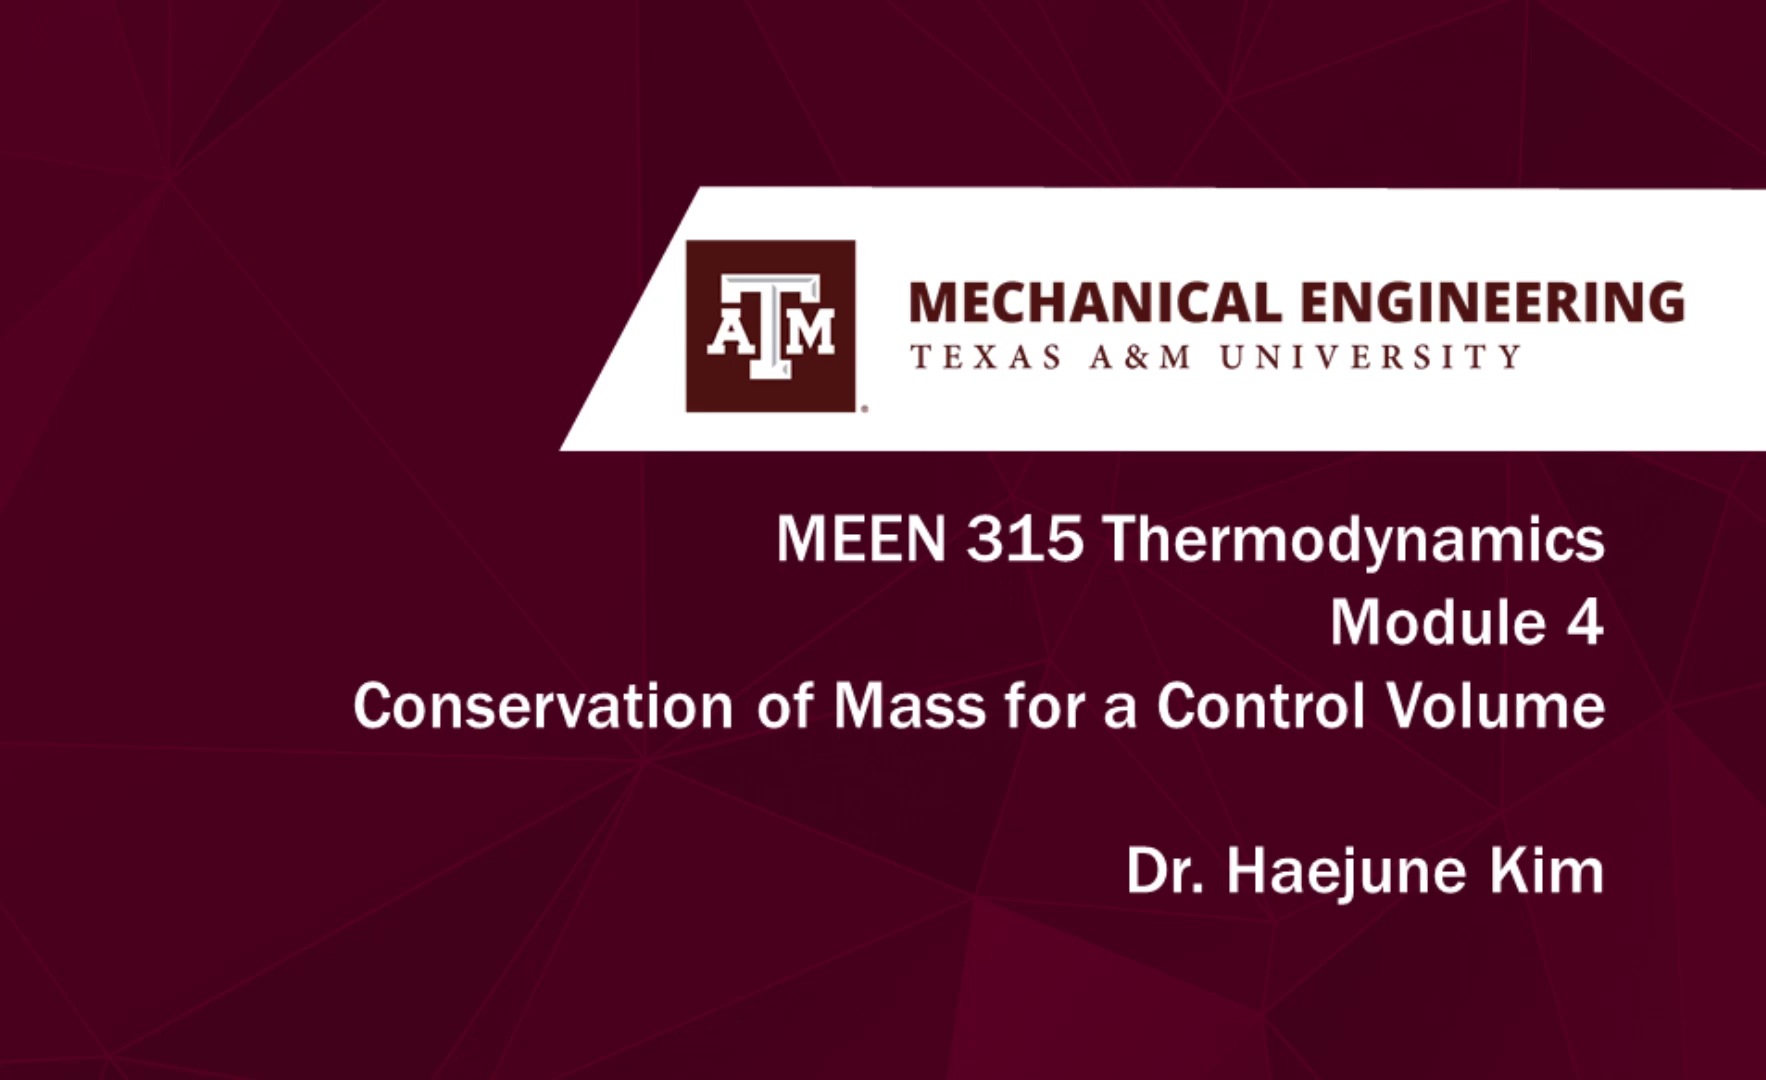 ATM
MECHANICAL ENGINEERING
TEXAS A&M UNIVERSITY
MEEN 315 Thermodynamics
Module 4
Conservation of Mass for a Control Volume
Dr. Haejune Kim